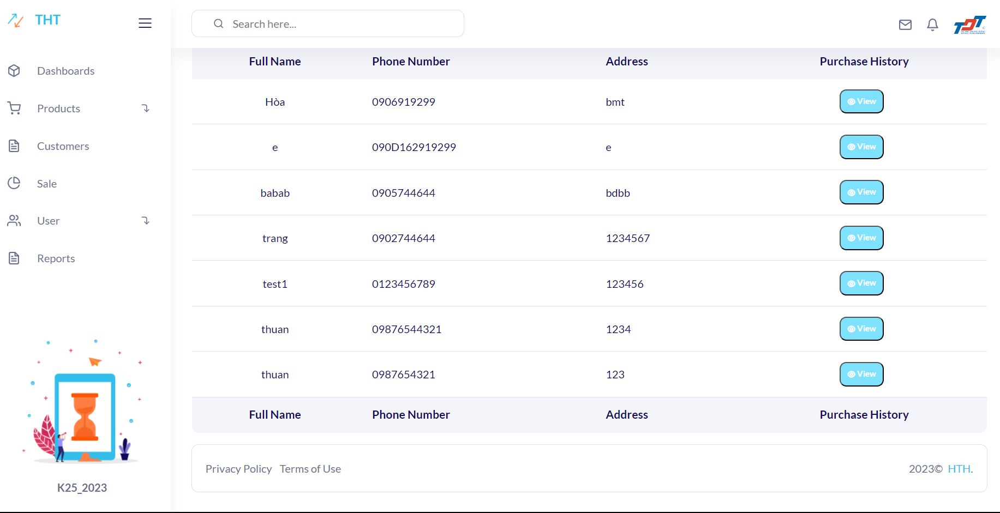 THT
Search here...
TDT
Dashboards
Products
Customers
Sale
User
Reports
K25_2023
Full Name Phone Number Address Purchase History
Hòa 0906919299 bmt View
e 090D162919299 e View
babab 0905744644 bdbb View
trang 0902744644 1234567 View
test1 0123456789 123456 View
thuan 09876544321 1234 View
thuan 0987654321 123 View
Full Name Phone Number Address Purchase History
Privacy Policy Terms of Use 2023© HTH.